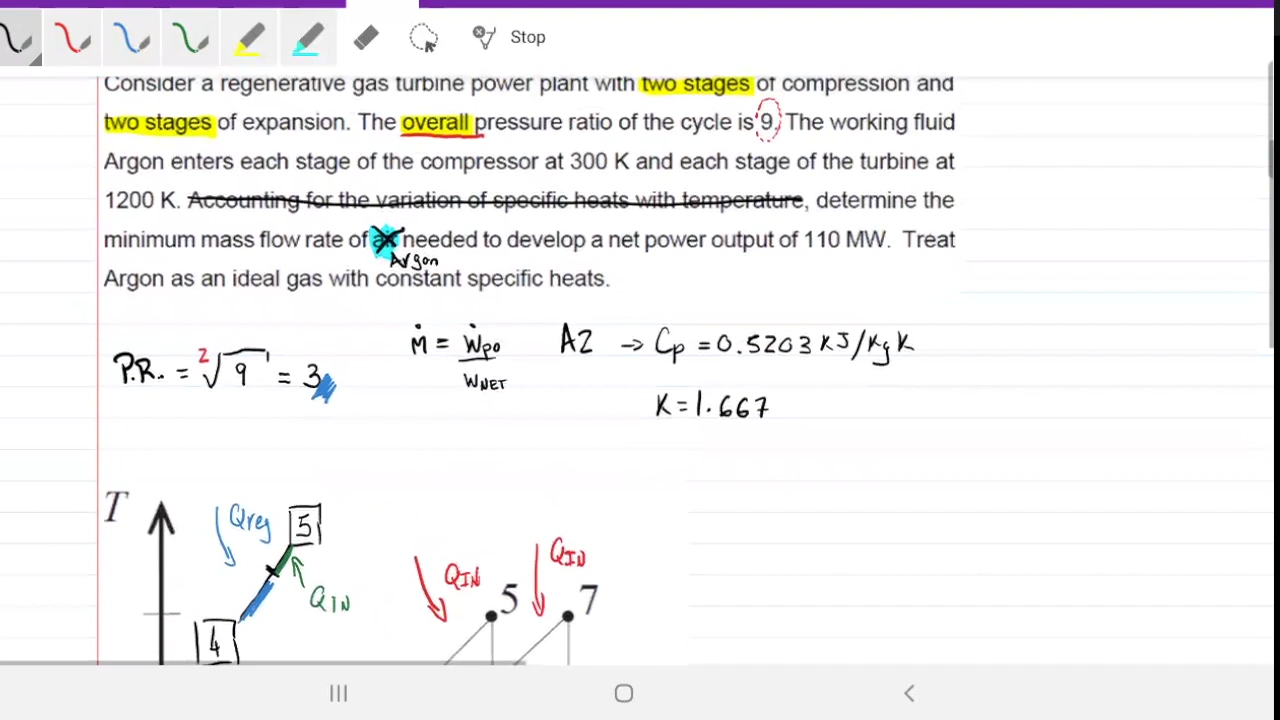 Stop
Consider a regenerative gas turbine power plant with two stages of compression and
two stages of expansion. The overall pressure ratio of the cycle is 9. The working fluid
Argon enters each stage of the compressor at 300 K and each stage of the turbine at
1200 K. Accounting for the variation of specific heats with temperature, determine the
minimum mass flow rate of air needed to develop a net power output of 110 MW. Treat
Argon
Argon as an ideal gas with constant specific heats.
P.R. = ²√9 = 3
ṁ = Ẇpo / WNET
A2 → Cp = 0.5203 KJ/Kg K
K = 1.667
T
Qreg
5
QIN
4
QIN
QIN
5
7